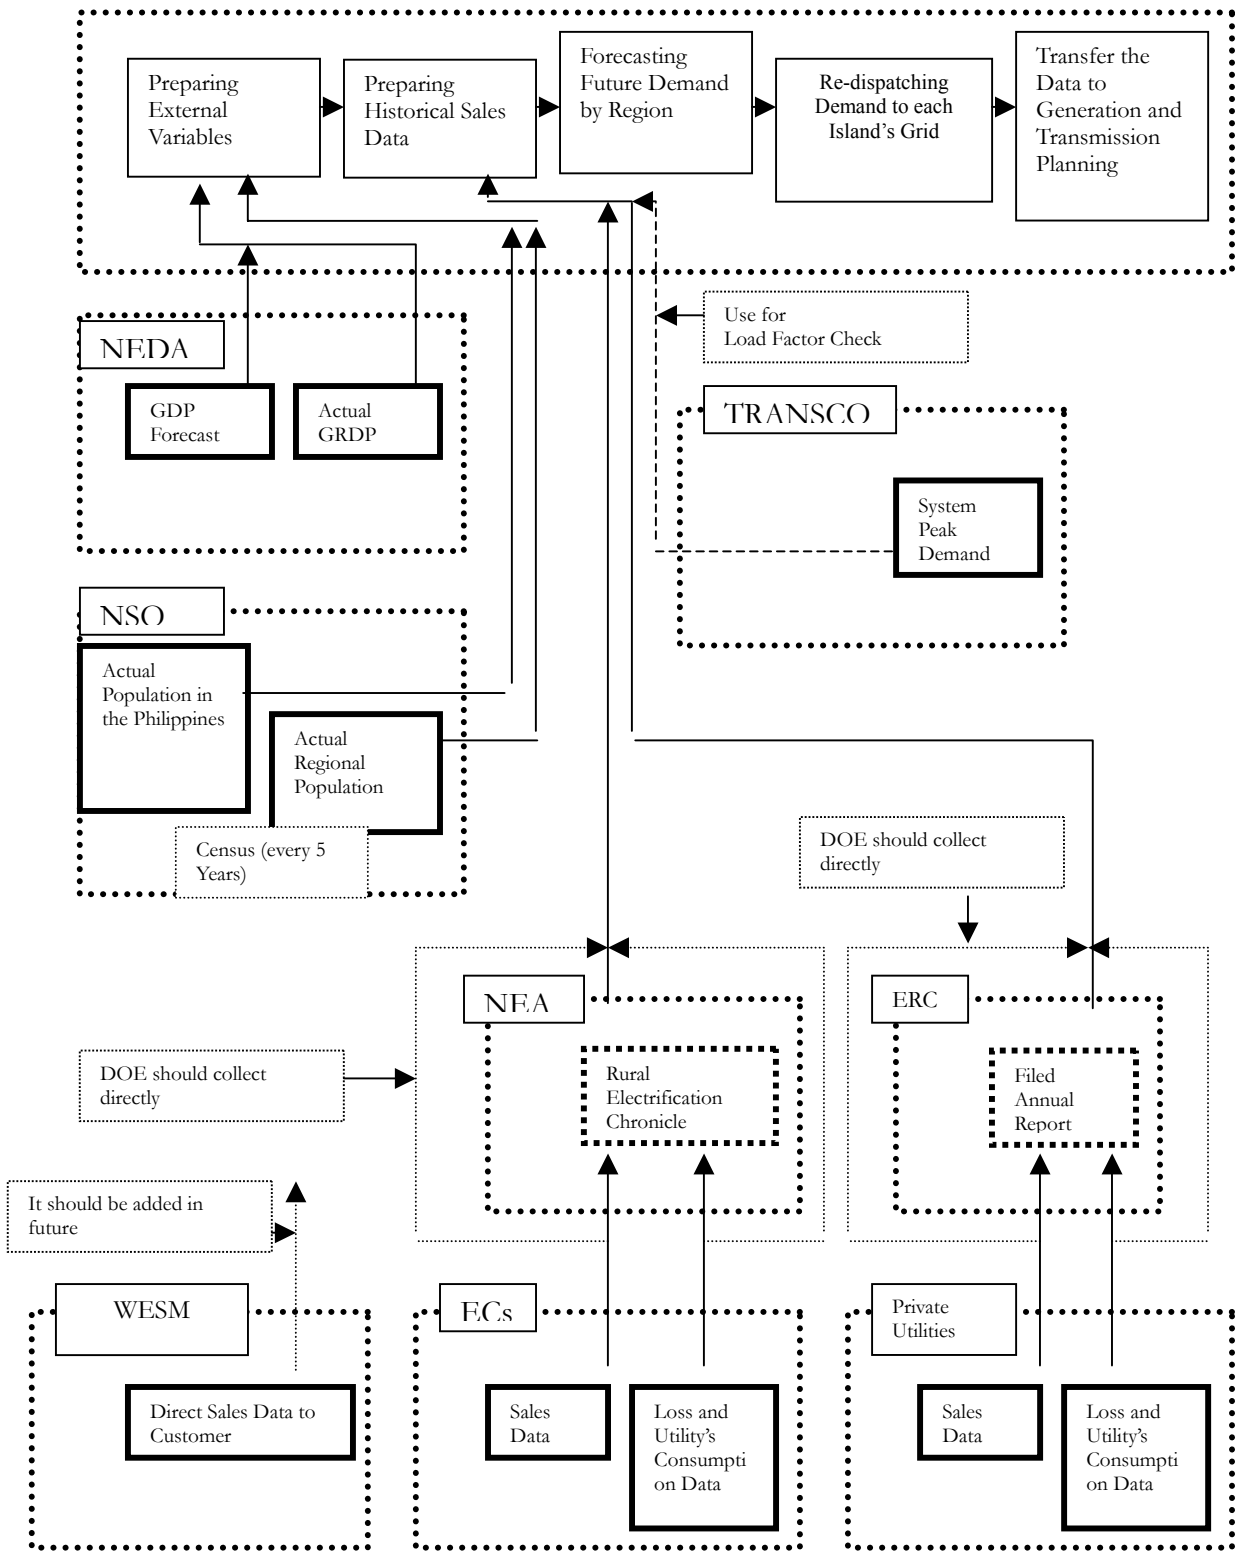 Preparing
External
Variables
Preparing
Historical Sales
Data
Forecasting
Future Demand
by Region
Re-dispatching
Demand to each
Island's Grid
Transfer the
Data to
Generation and
Transmission
Planning
Use for
Load Factor Check
NEDA
GDP
Forecast
Actual
GRDP
TRANSCO
System
Peak
Demand
NSO
Actual
Population in
the Philippines
Actual
Regional
Population
Census (every 5
Years)
DOE should collect
directly
NEA
Rural
Electrification
Chronicle
ERC
Filed
Annual
Report
DOE should collect
directly
It should be added in
future
WESM
Direct Sales Data to
Customer
ECs
Sales
Data
Loss and
Utility's
Consumpti
on Data
Private
Utilities
Sales
Data
Loss and
Utility's
Consumpti
on Data